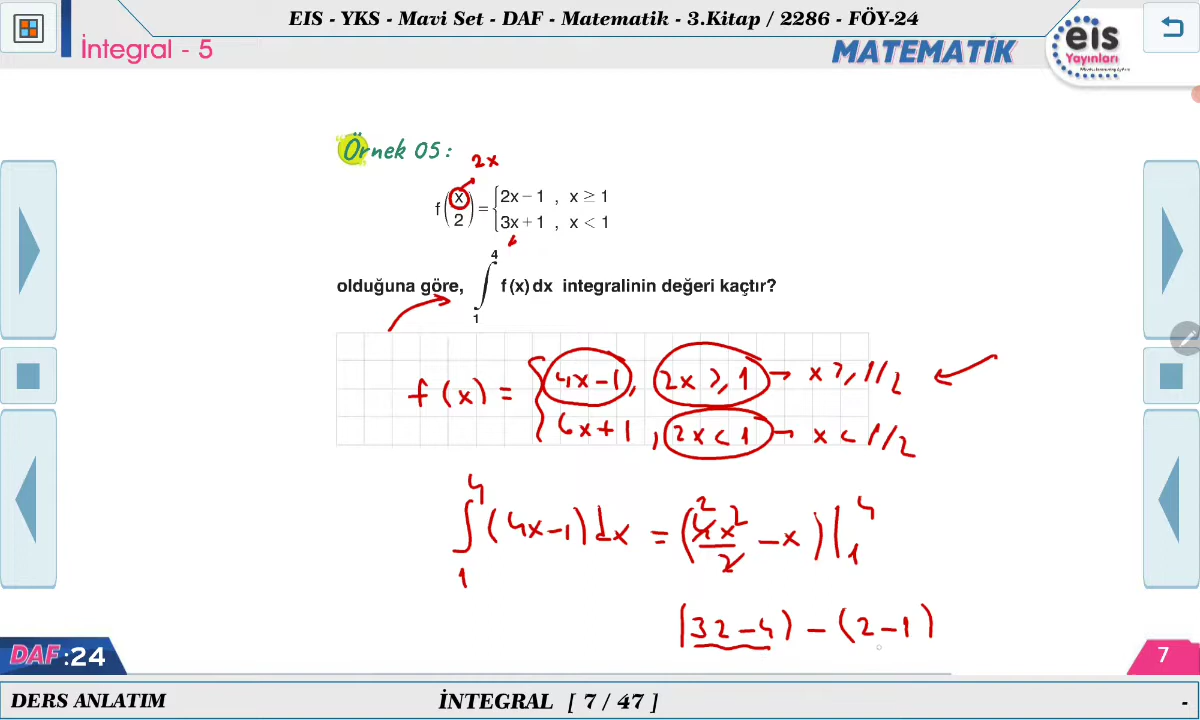 EIS - YKS - Mavi Set - DAF - Matematik - 3.Kitap / 2286 - FÖY-24
İntegral - 5
MATEMATİK
eis
Yayınları
Örnek 05:
2x
f(x/2) = { 2x − 1 , x ≥ 1
3x + 1 , x < 1
olduğuna göre, ∫₁⁴ f(x) dx integralinin değeri kaçtır?
f(x) = { 4x−1, 2x ≥ 1 → x ≥ 1/2
6x+1, 2x < 1 → x < 1/2
∫₁⁴ (4x−1) dx = (4x²/2 − x) |₁⁴
2
(32−4) − (2−1)
DAF:24
7
DERS ANLATIM
İNTEGRAL [ 7 / 47 ]
-